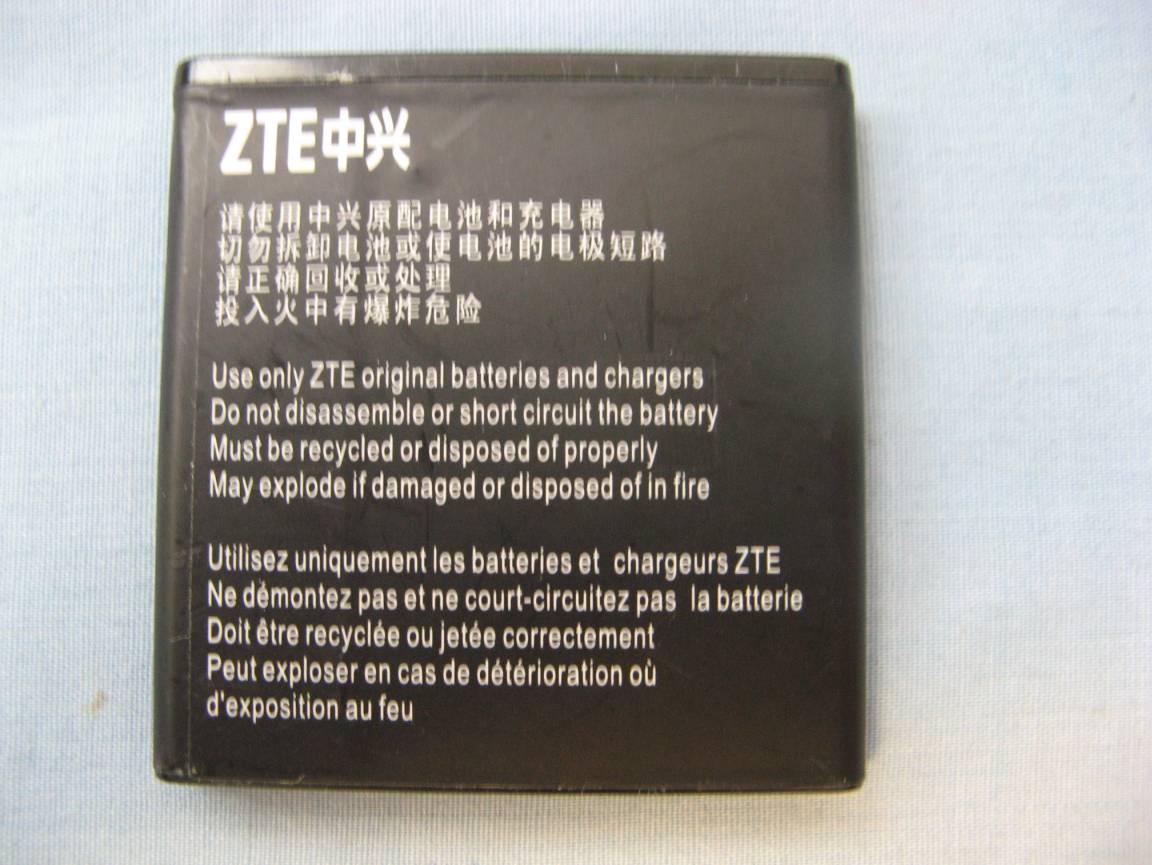 ZTE中兴
请使用中兴原配电池和充电器
切勿拆卸电池或使电池的电极短路
请正确回收或处理
投入火中有爆炸危险
Use only ZTE original batteries and chargers
Do not disassemble or short circuit the battery
Must be recycled or disposed of properly
May explode if damaged or disposed of in fire
Utilisez uniquement les batteries et chargeurs ZTE
Ne démontez pas et ne court-circuitez pas la batterie
Doit être recyclée ou jetée correctement
Peut exploser en cas de détérioration où
d'exposition au feu